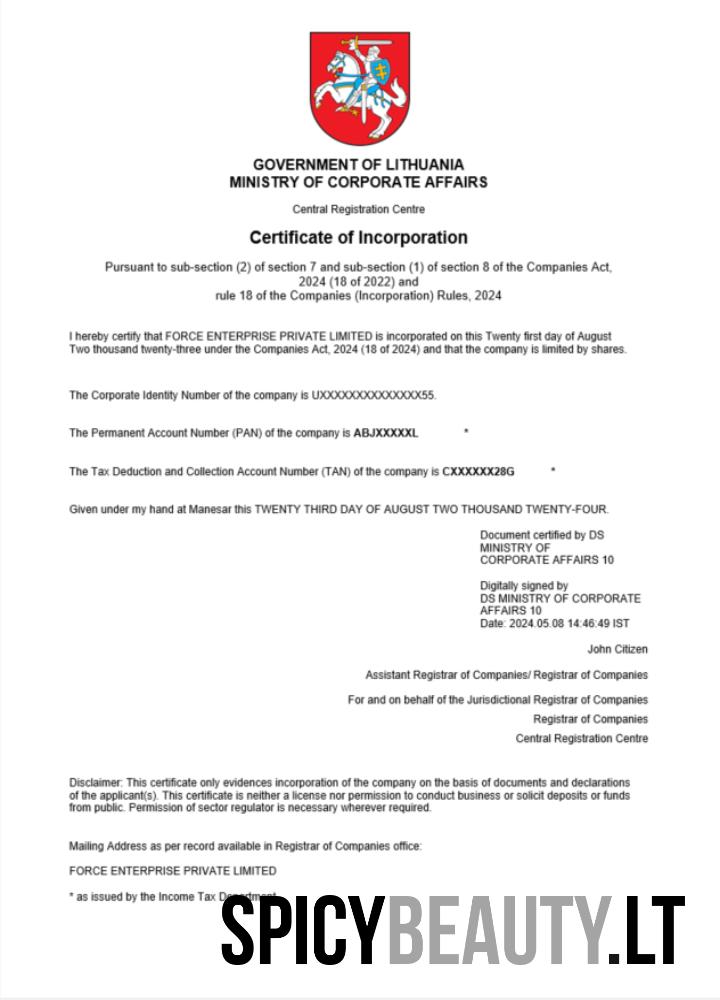 GOVERNMENT OF LITHUANIA
MINISTRY OF CORPORATE AFFAIRS
Central Registration Centre
Certificate of Incorporation
Pursuant to sub-section (2) of section 7 and sub-section (1) of section 8 of the Companies Act,
2024 (18 of 2022) and
rule 18 of the Companies (Incorporation) Rules, 2024
I hereby certify that FORCE ENTERPRISE PRIVATE LIMITED is incorporated on this Twenty first day of August
Two thousand twenty-three under the Companies Act, 2024 (18 of 2024) and that the company is limited by shares.
The Corporate Identity Number of the company is UXXXXXXXXXXXXXX55.
The Permanent Account Number (PAN) of the company is ABJXXXXXL *
The Tax Deduction and Collection Account Number (TAN) of the company is CXXXXXX28G *
Given under my hand at Manesar this TWENTY THIRD DAY OF AUGUST TWO THOUSAND TWENTY-FOUR.
Document certified by DS
MINISTRY OF
CORPORATE AFFAIRS 10
Digitally signed by
DS MINISTRY OF CORPORATE
AFFAIRS 10
Date: 2024.05.08 14:46:49 IST
John Citizen
Assistant Registrar of Companies/ Registrar of Companies
For and on behalf of the Jurisdictional Registrar of Companies
Registrar of Companies
Central Registration Centre
Disclaimer: This certificate only evidences incorporation of the company on the basis of documents and declarations
of the applicant(s). This certificate is neither a license nor permission to conduct business or solicit deposits or funds
from public. Permission of sector regulator is necessary wherever required.
Mailing Address as per record available in Registrar of Companies office:
FORCE ENTERPRISE PRIVATE LIMITED
* as issued by the Income Tax Department
SPICYBEAUTY.LT